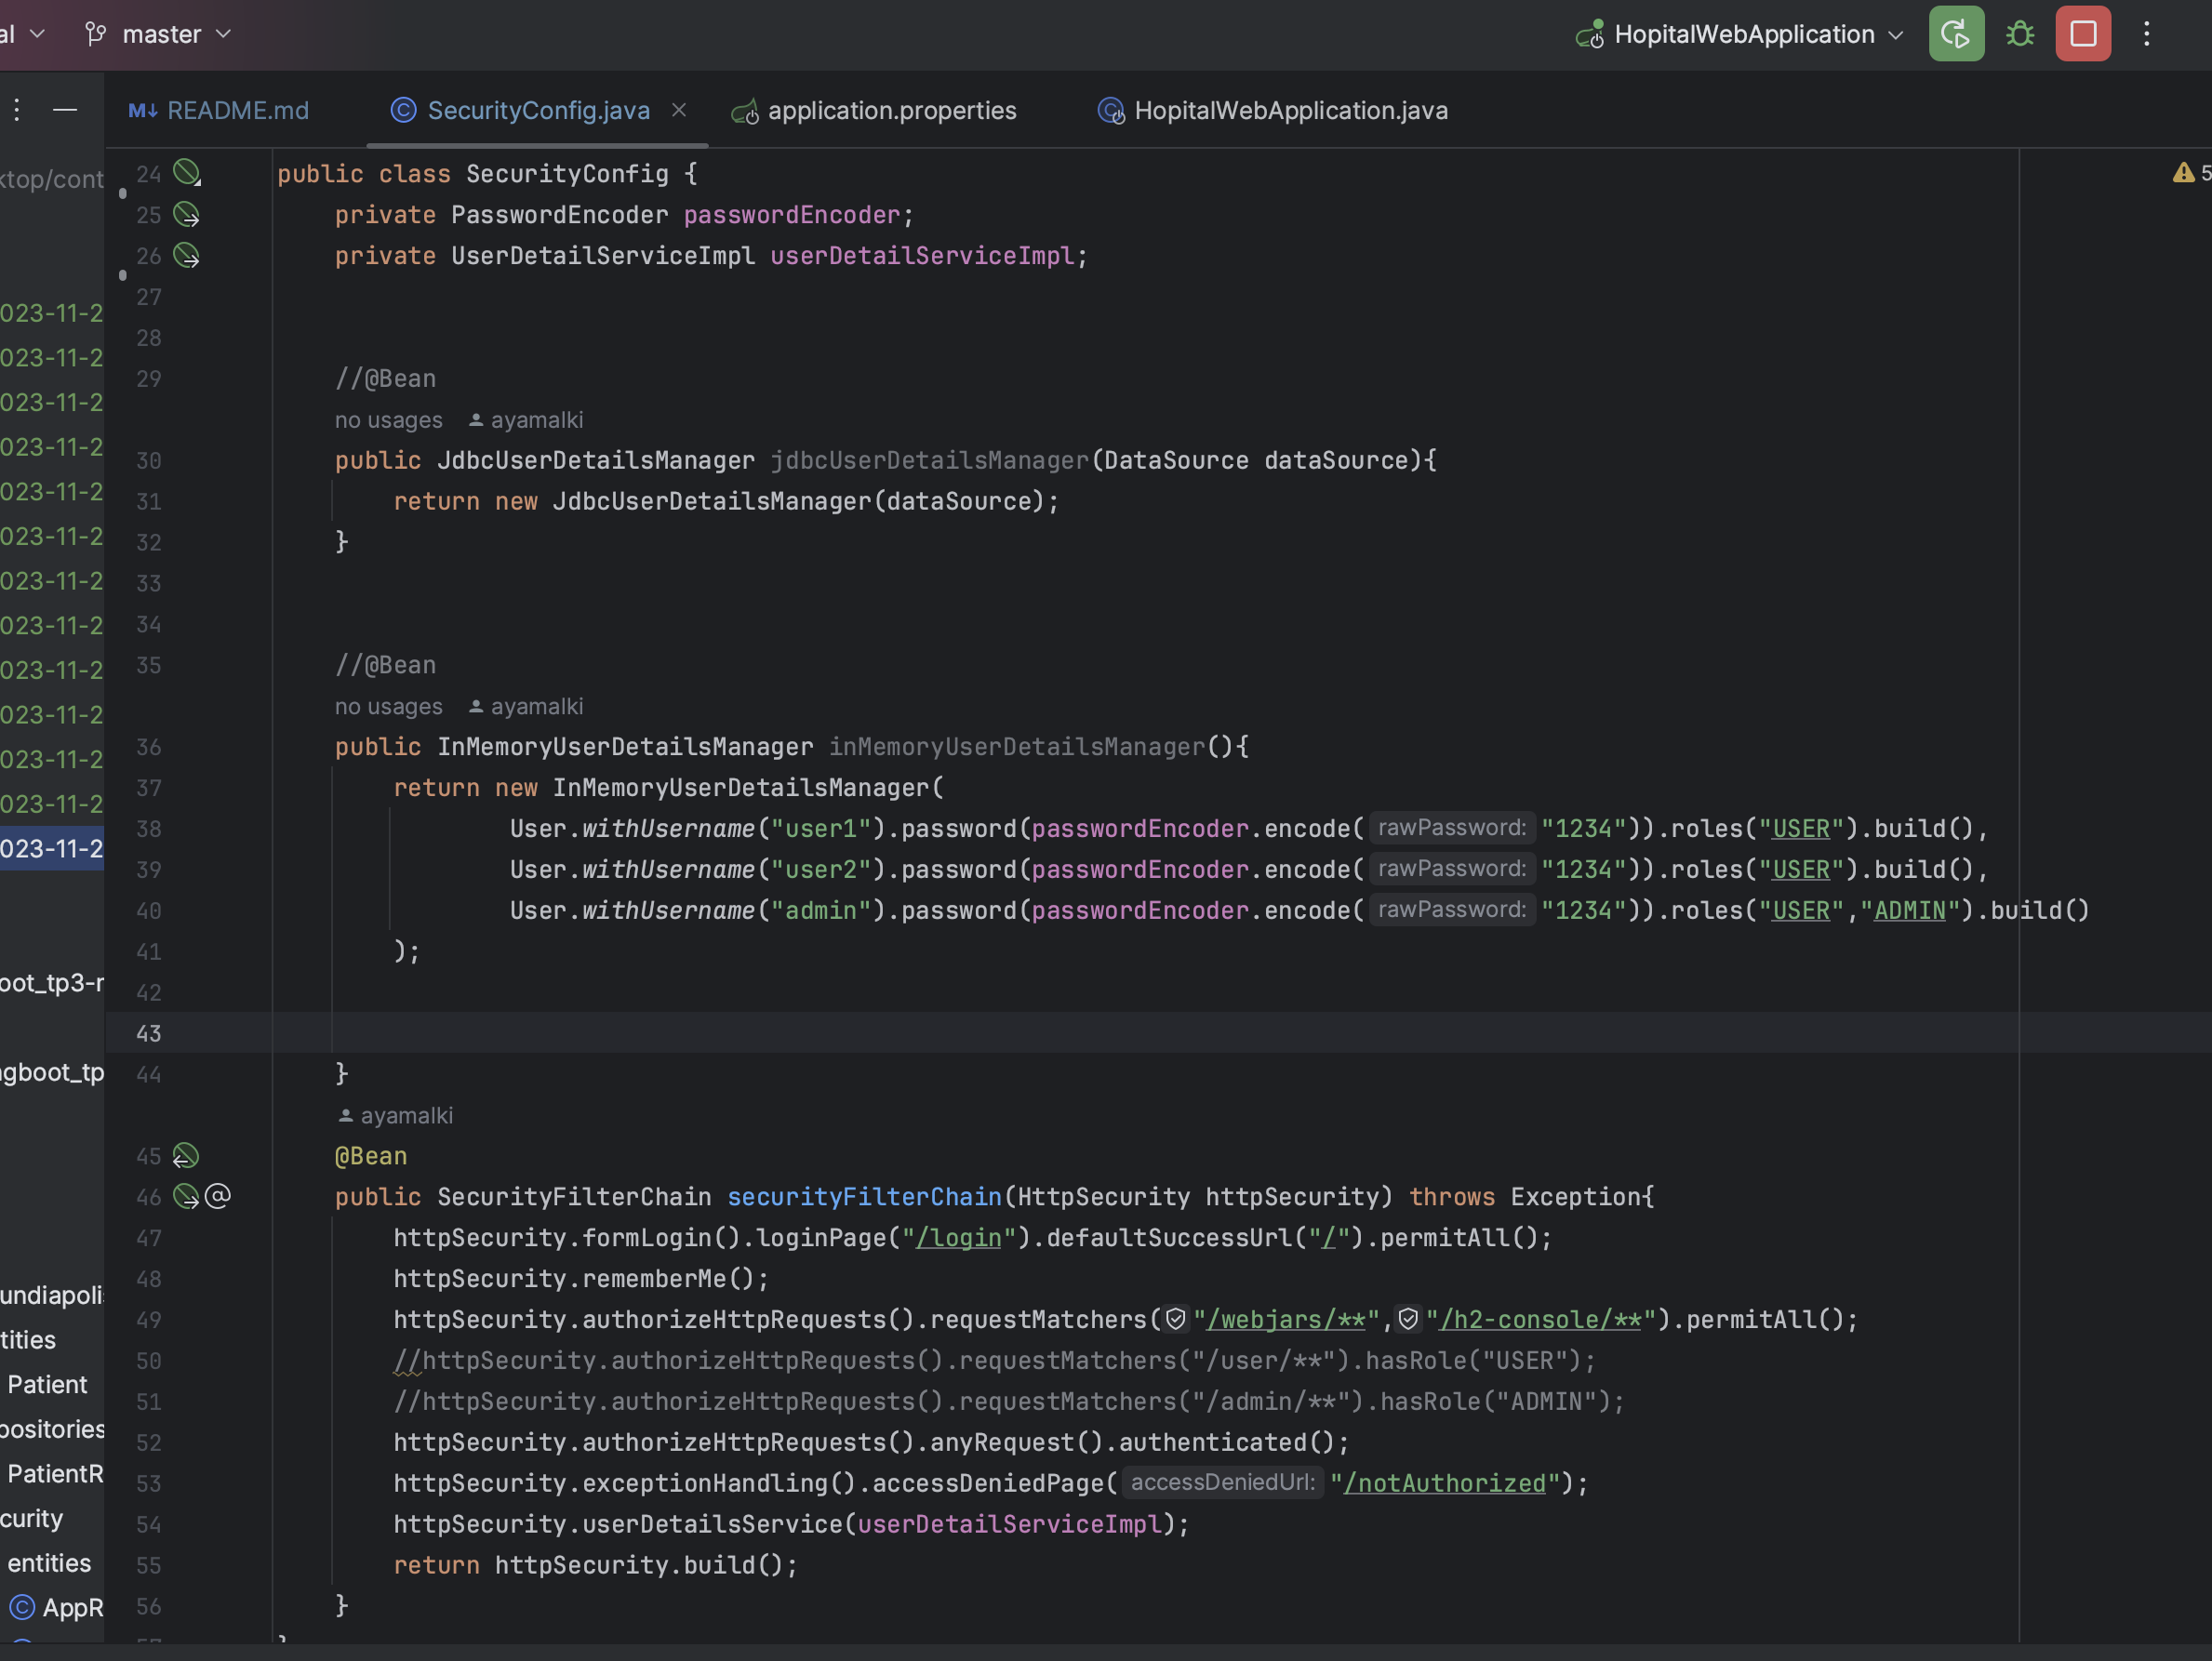 al master HopitalWebApplication
README.md SecurityConfig.java application.properties HopitalWebApplication.java
24 public class SecurityConfig { 5
ktop/cont
25 private PasswordEncoder passwordEncoder;
26 private UserDetailServiceImpl userDetailServiceImpl;
27
023-11-2
28
023-11-2
29 //@Bean
023-11-2
no usages ayamalki
023-11-2
30 public JdbcUserDetailsManager jdbcUserDetailsManager(DataSource dataSource){
023-11-2
31 return new JdbcUserDetailsManager(dataSource);
023-11-2
32 }
023-11-2
33
023-11-2
34
023-11-2
35 //@Bean
023-11-2
no usages ayamalki
023-11-2
36 public InMemoryUserDetailsManager inMemoryUserDetailsManager(){
023-11-2
37 return new InMemoryUserDetailsManager(
38 User.withUsername("user1").password(passwordEncoder.encode( rawPassword: "1234")).roles("USER").build(),
023-11-2
39 User.withUsername("user2").password(passwordEncoder.encode( rawPassword: "1234")).roles("USER").build(),
40 User.withUsername("admin").password(passwordEncoder.encode( rawPassword: "1234")).roles("USER","ADMIN").build()
41 );
oot_tp3-r
42
43
ngboot_tp
44 }
ayamalki
45 @Bean
46 public SecurityFilterChain securityFilterChain(HttpSecurity httpSecurity) throws Exception{
47 httpSecurity.formLogin().loginPage("/login").defaultSuccessUrl("/").permitAll();
48 httpSecurity.rememberMe();
undiapolis
49 httpSecurity.authorizeHttpRequests().requestMatchers("/webjars/**","/h2-console/**").permitAll();
tities
50 //httpSecurity.authorizeHttpRequests().requestMatchers("/user/**").hasRole("USER");
Patient
51 //httpSecurity.authorizeHttpRequests().requestMatchers("/admin/**").hasRole("ADMIN");
positories
52 httpSecurity.authorizeHttpRequests().anyRequest().authenticated();
PatientR
53 httpSecurity.exceptionHandling().accessDeniedPage( accessDeniedUrl: "/notAuthorized");
curity
54 httpSecurity.userDetailsService(userDetailServiceImpl);
entities
55 return httpSecurity.build();
AppR
56 }
57 }